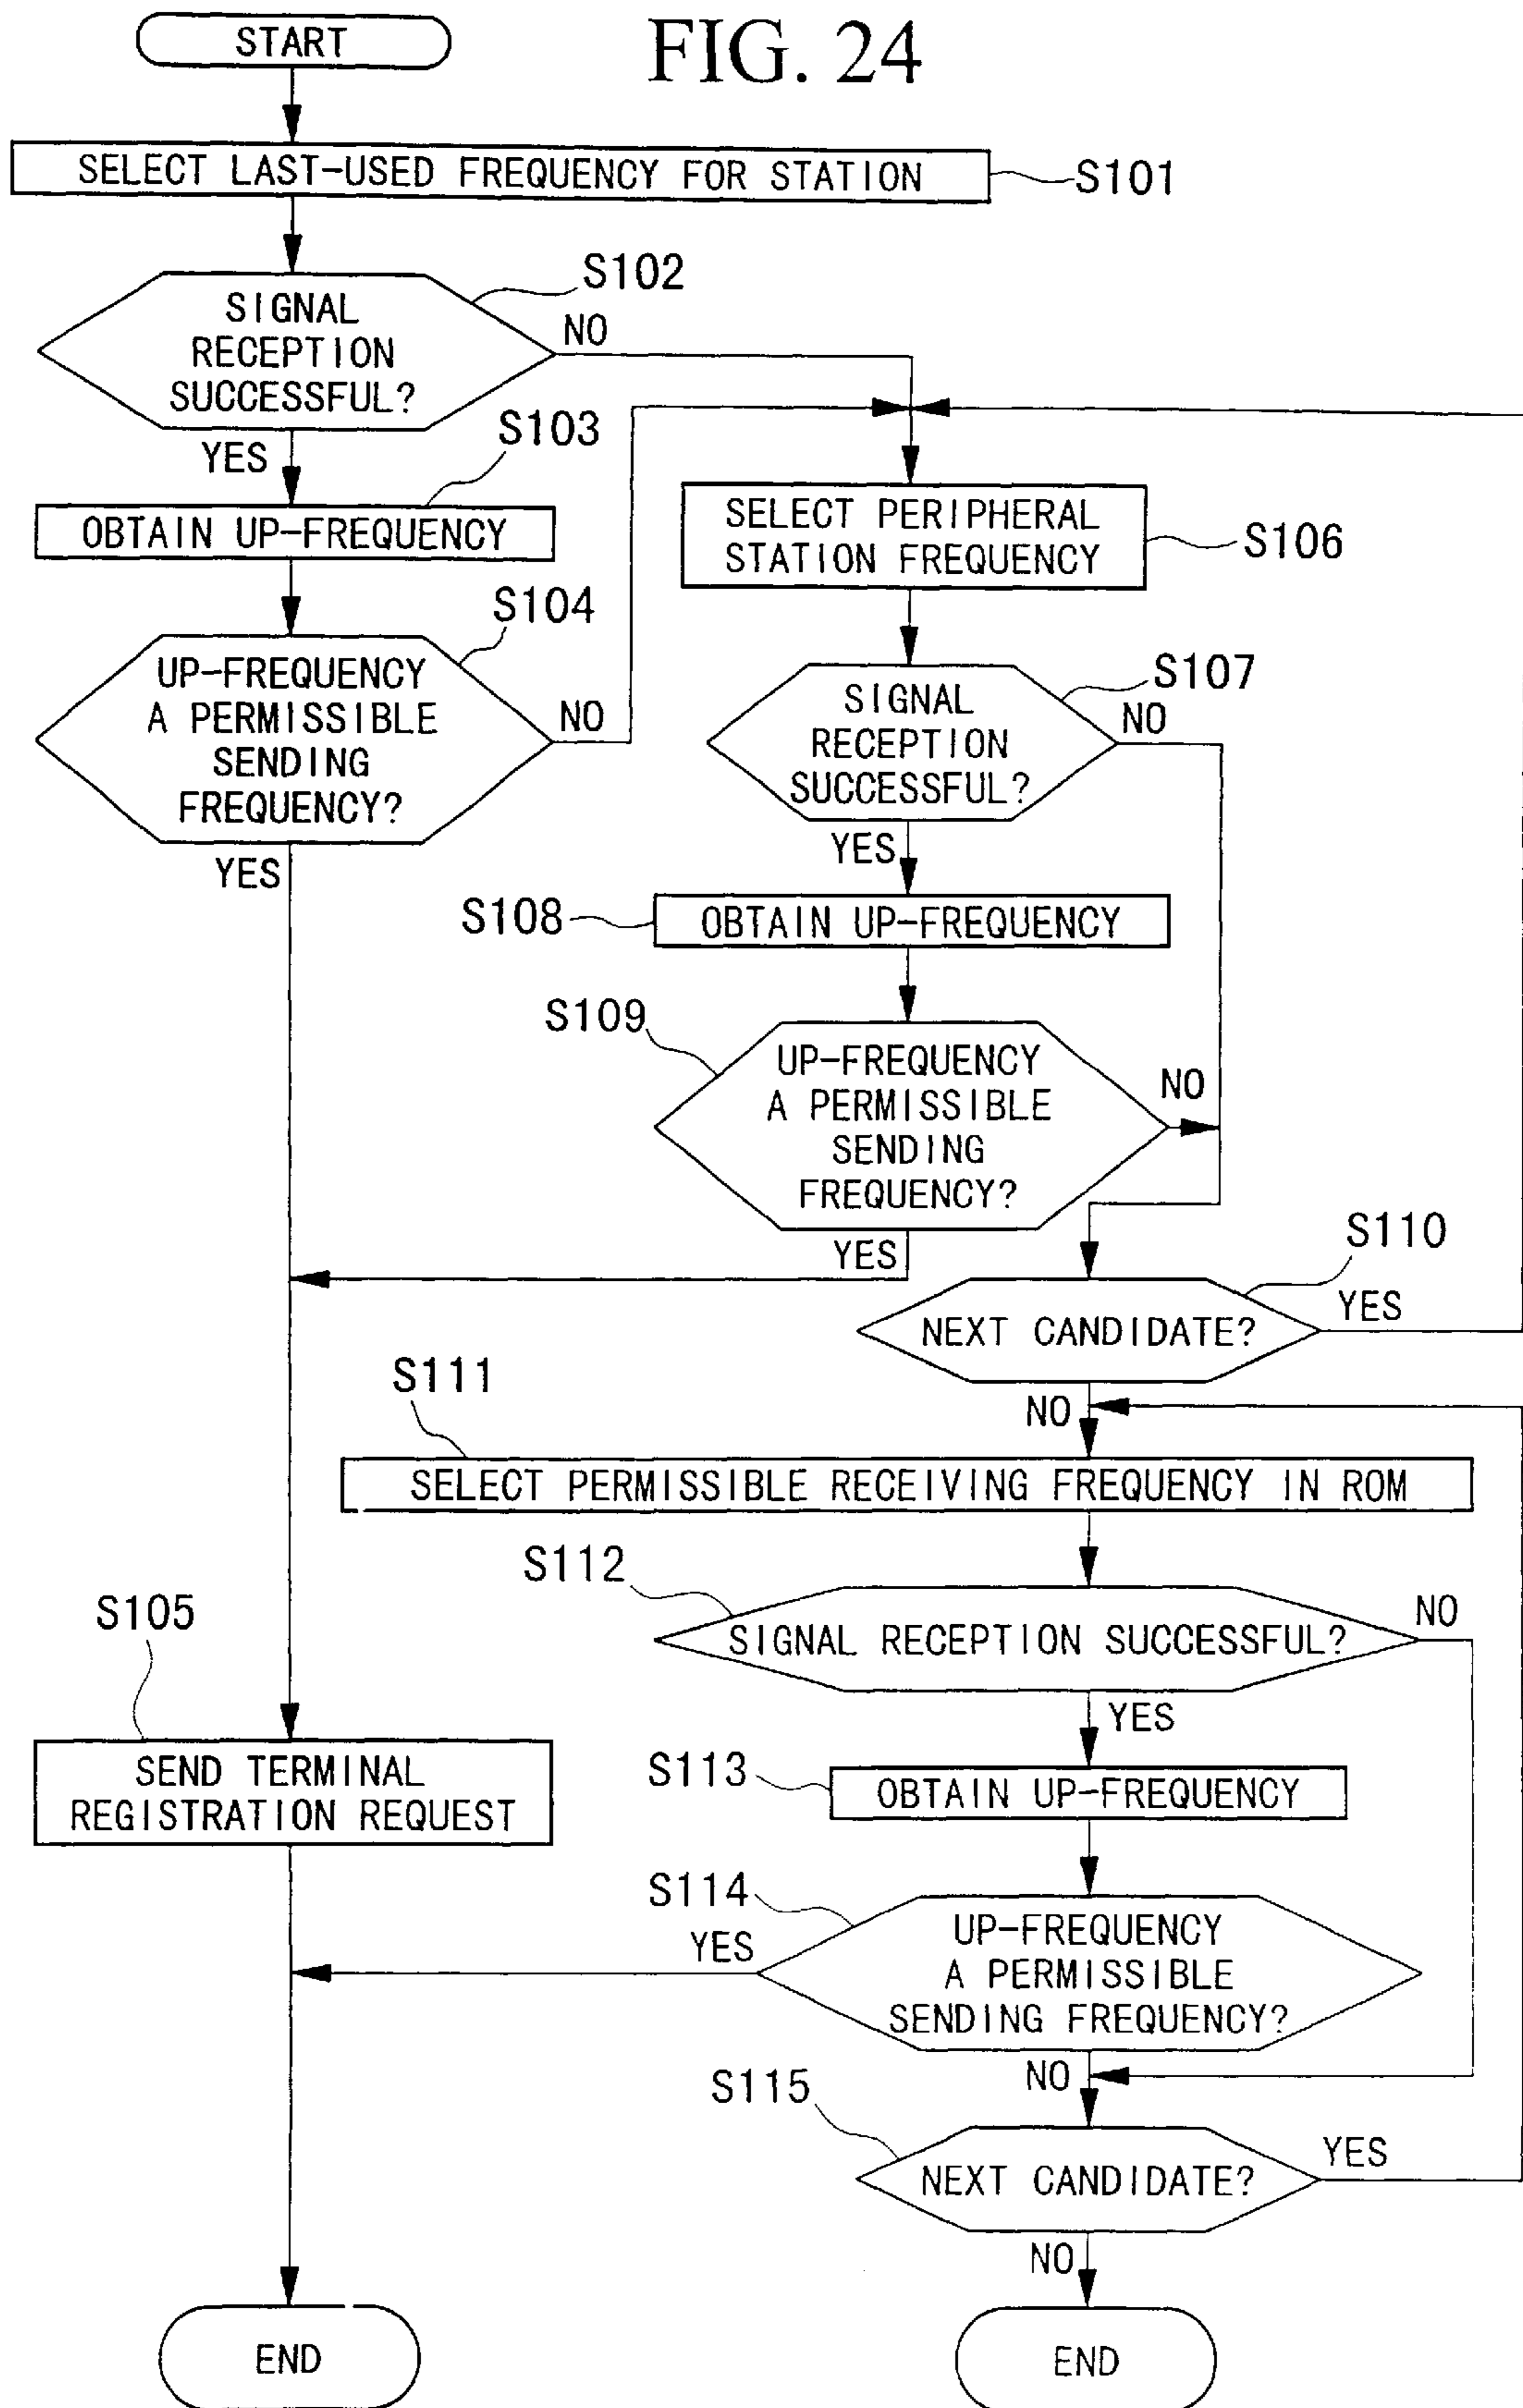 FIG. 24
START
SELECT LAST-USED FREQUENCY FOR STATION
S101
S102
SIGNAL
RECEPTION
SUCCESSFUL?
NO
YES
S103
OBTAIN UP-FREQUENCY
S104
UP-FREQUENCY
A PERMISSIBLE
SENDING
FREQUENCY?
NO
YES
SELECT PERIPHERAL
STATION FREQUENCY
S106
S107
SIGNAL
RECEPTION
SUCCESSFUL?
NO
YES
S108
OBTAIN UP-FREQUENCY
S109
UP-FREQUENCY
A PERMISSIBLE
SENDING
FREQUENCY?
NO
YES
S110
NEXT CANDIDATE?
YES
NO
S111
SELECT PERMISSIBLE RECEIVING FREQUENCY IN ROM
S112
SIGNAL RECEPTION SUCCESSFUL?
NO
YES
S105
SEND TERMINAL
REGISTRATION REQUEST
S113
OBTAIN UP-FREQUENCY
S114
UP-FREQUENCY
A PERMISSIBLE
SENDING FREQUENCY?
YES
NO
S115
NEXT CANDIDATE?
YES
NO
END
END